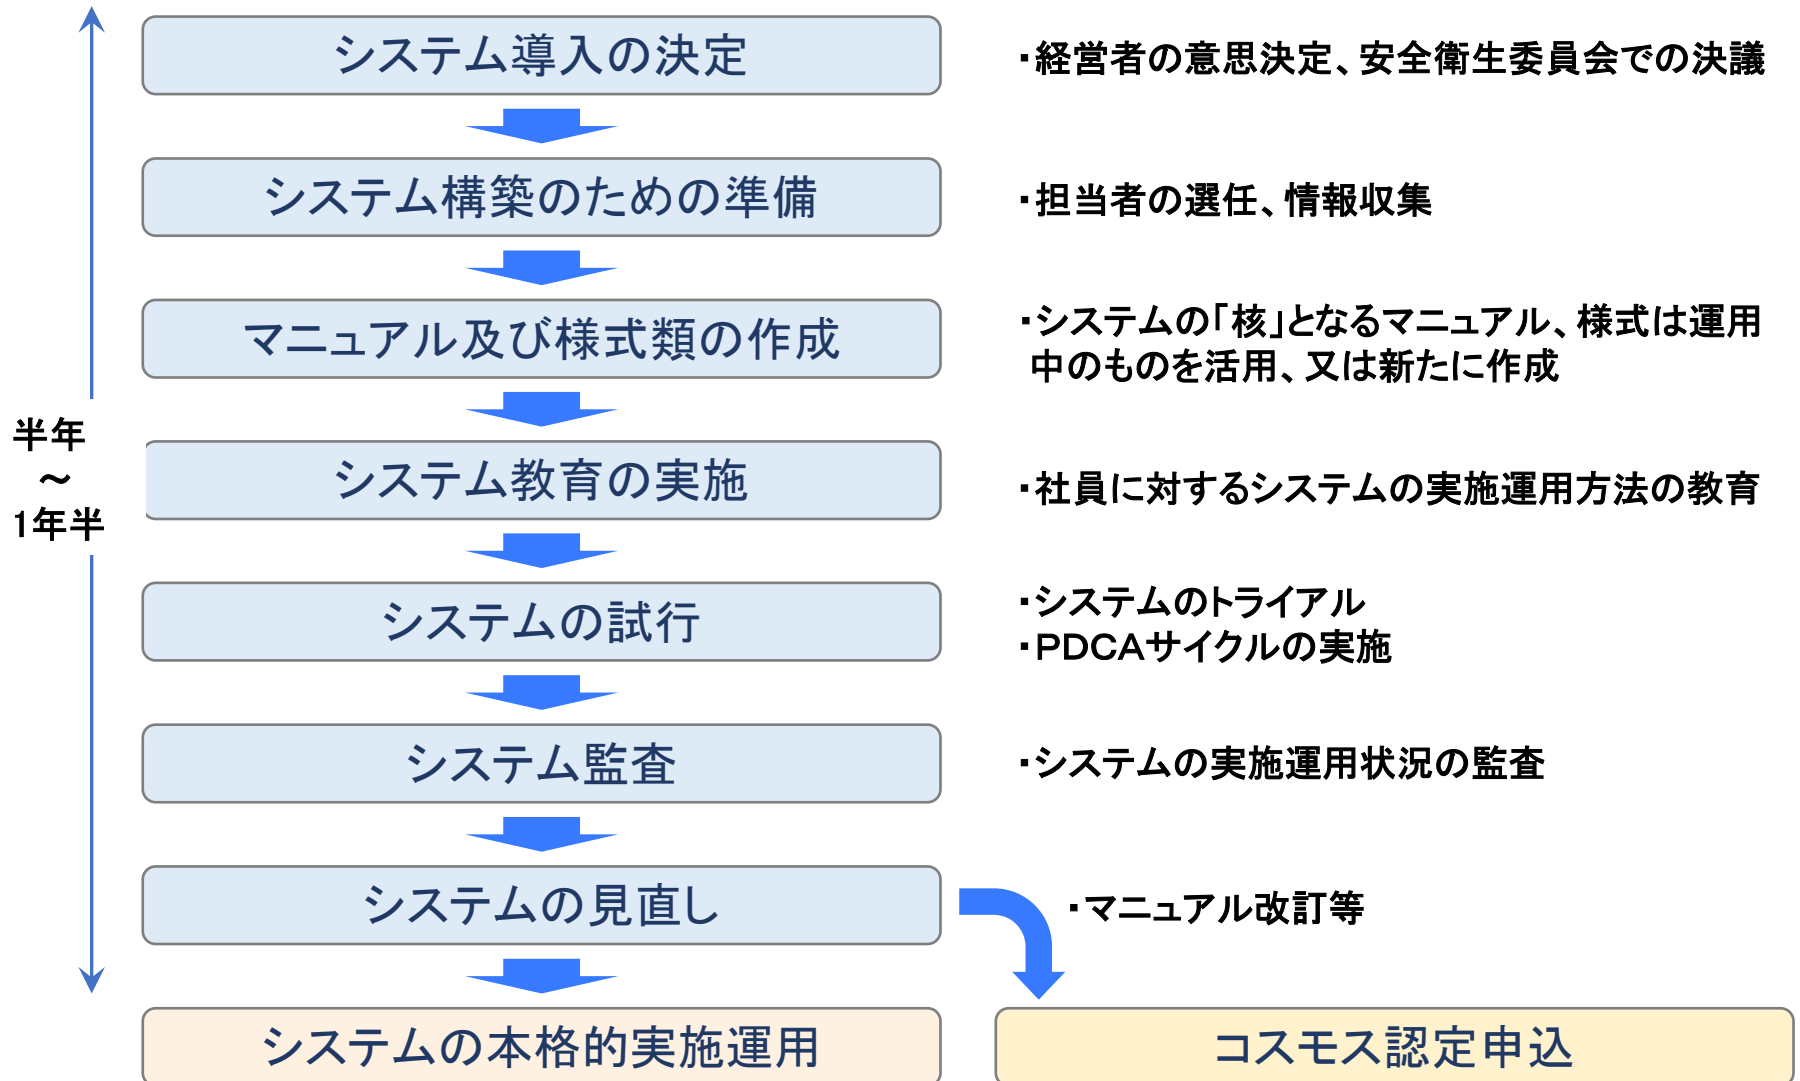 システム導入の決定
・経営者の意思決定、安全衛生委員会での決議
システム構築のための準備
・担当者の選任、情報収集
マニュアル及び様式類の作成
・システムの「核」となるマニュアル、様式は運用
中のものを活用、又は新たに作成
半年
～
1年半
システム教育の実施
・社員に対するシステムの実施運用方法の教育
システムの試行
・システムのトライアル
・PDCAサイクルの実施
システム監査
・システムの実施運用状況の監査
システムの見直し
・マニュアル改訂等
システムの本格的実施運用
コスモス認定申込